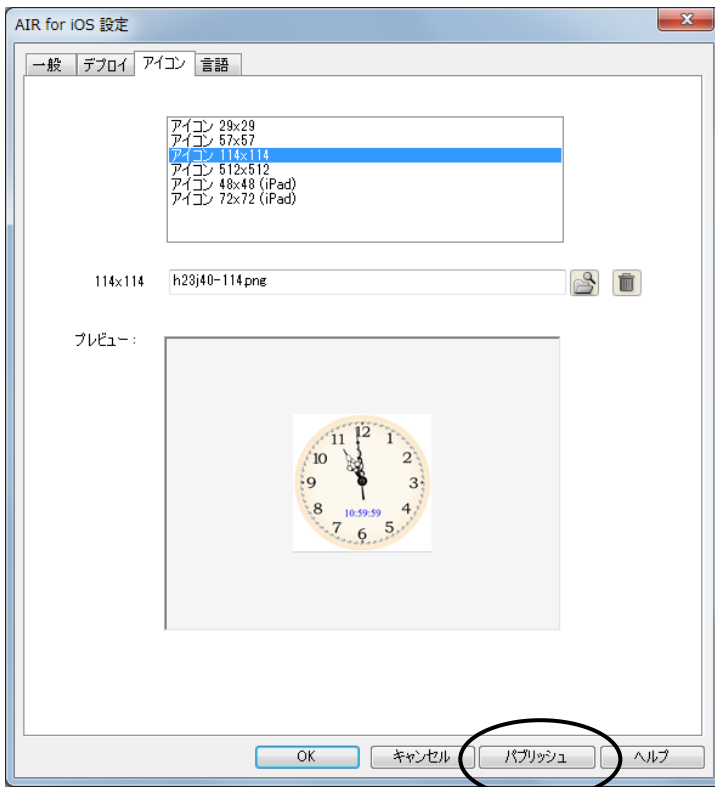 AIR for iOS 設定
一般 デプロイ アイコン 言語
アイコン 29x29
アイコン 57x57
アイコン 114x114
アイコン 512x512
アイコン 48x48 (iPad)
アイコン 72x72 (iPad)
114x114 h23j40-114.png
プレビュー :
11 12 1
10 2
9 3
8 10:59:59 4
7 6 5
OK キャンセル パブリッシュ ヘルプ